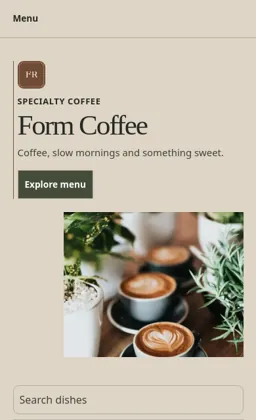 Menu
FR
SPECIALTY COFFEE
Form Coffee
Coffee, slow mornings and something sweet.
Explore menu
Search dishes